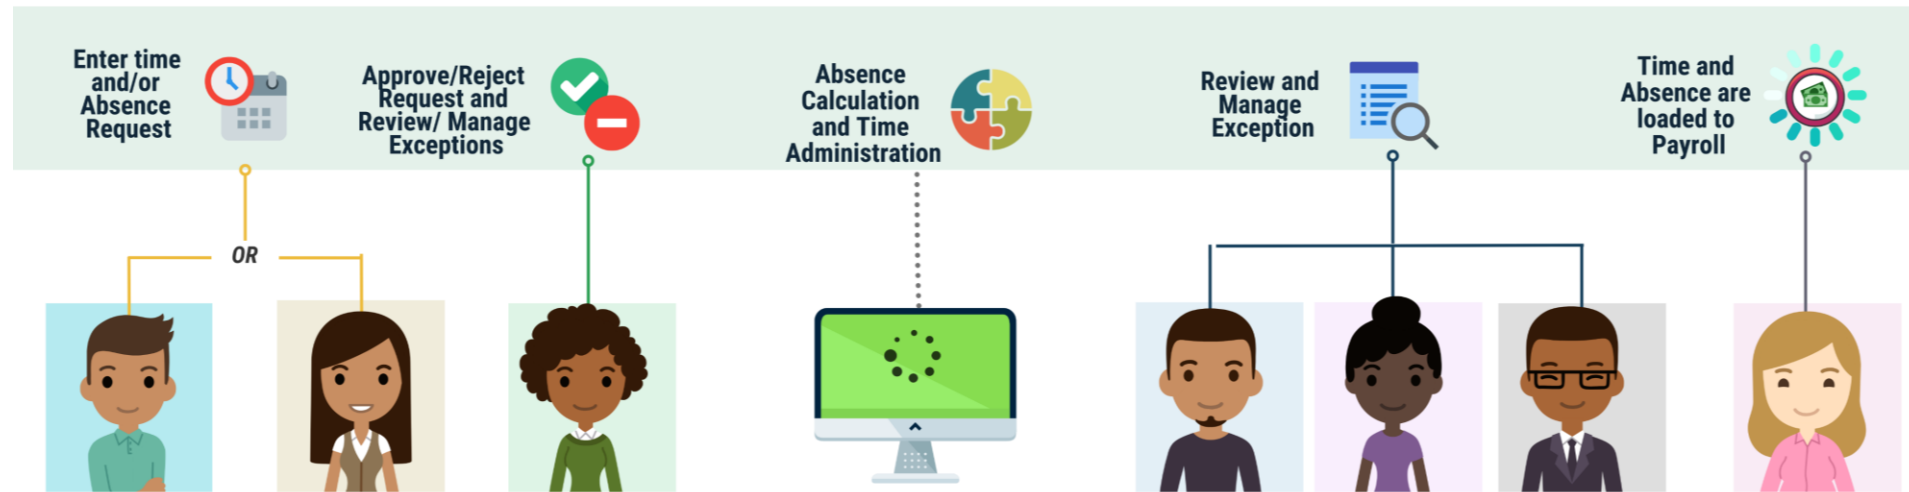 Enter time
and/or
Absence
Request
Approve/Reject
Request and
Review/ Manage
Exceptions
Absence
Calculation
and Time
Administration
Review and
Manage
Exception
Time and
Absence are
loaded to
Payroll
OR